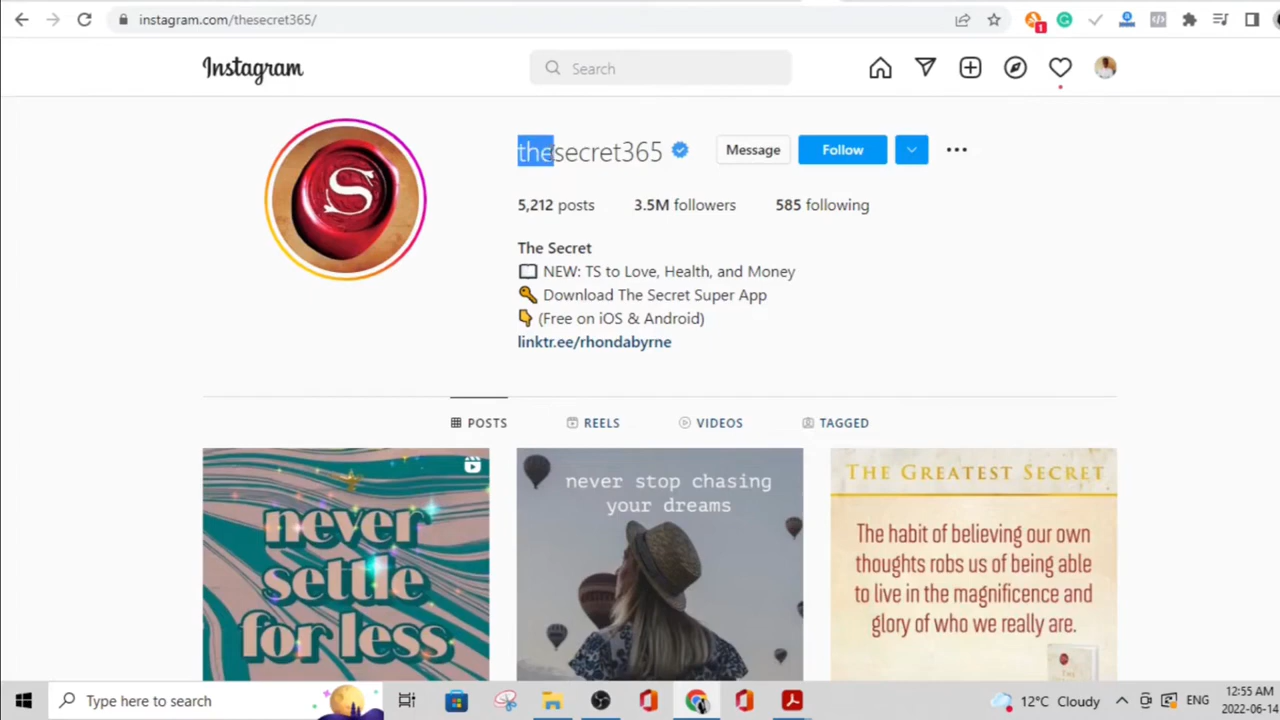 instagram.com/thesecret365/
1
Instagram
Search
thesecret365
Message
Follow
5,212 posts
3.5M followers
585 following
S
The Secret
NEW: TS to Love, Health, and Money
Download The Secret Super App
(Free on iOS & Android)
linktr.ee/rhondabyrne
POSTS
REELS
VIDEOS
TAGGED
never
settle
for less
never stop chasing
your dreams
THE GREATEST SECRET
The habit of believing our own
thoughts robs us of being able
to live in the magnificence and
glory of who we really are.
Type here to search
12°C Cloudy
ENG
12:55 AM
2022-06-14